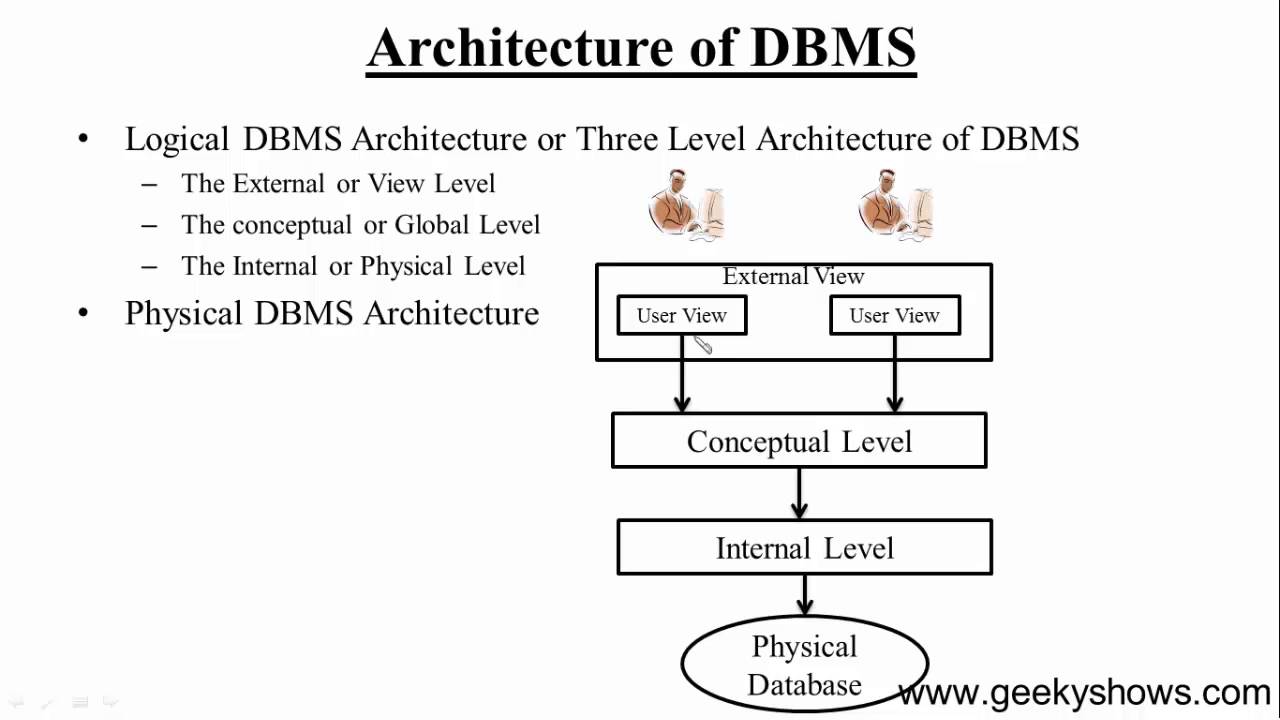 Architecture of DBMS
• Logical DBMS Architecture or Three Level Architecture of DBMS
– The External or View Level
– The conceptual or Global Level
– The Internal or Physical Level
• Physical DBMS Architecture
External View
User View
User View
Conceptual Level
Internal Level
Physical
Database
www.geekyshows.com